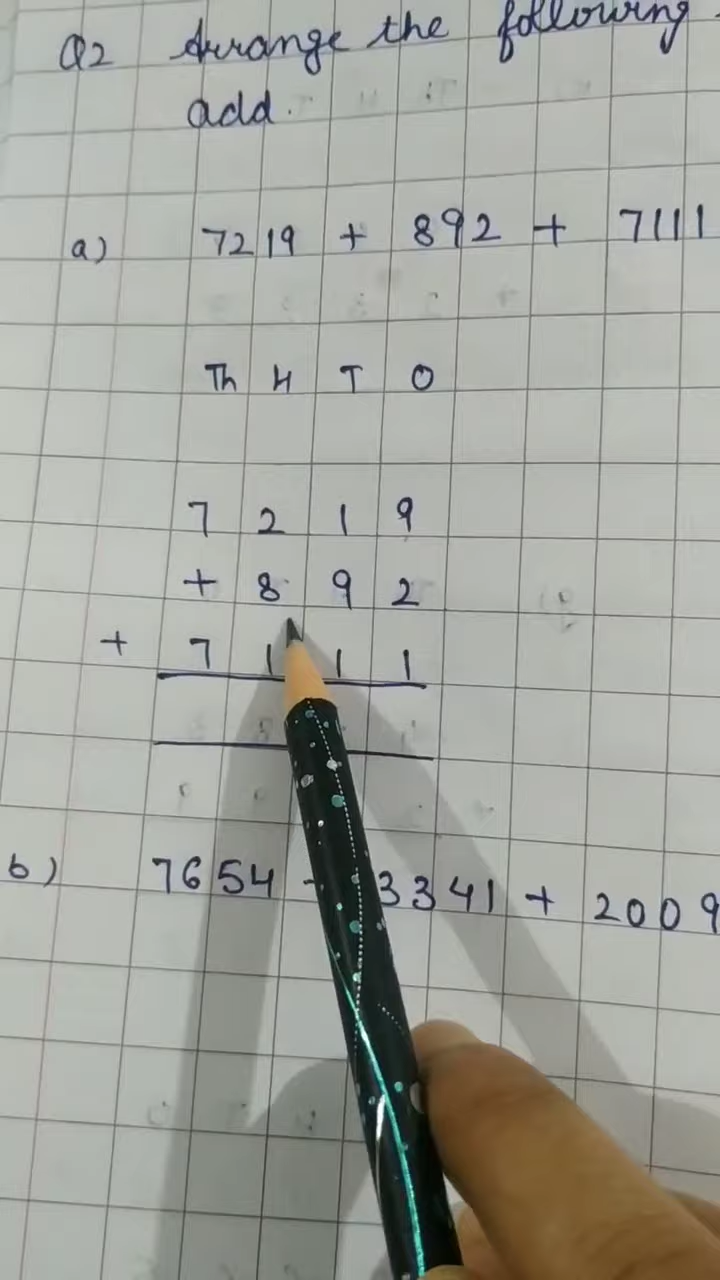 Q2 Arrange the following
add.
a) 7219 + 892 + 7111
Th H T O
7 2 1 9
+ 8 9 2
+ 7 1 1 1
b) 7654 + 3341 + 2009